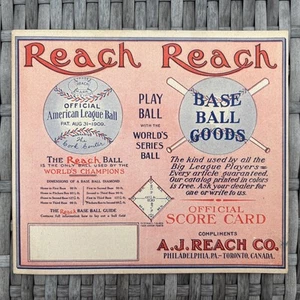 Reach Reach
OFFICIAL
American League Ball
PAT. AUG. 31-1909.
The Cork Center
PLAY
BALL
WITH THE
WORLD'S
SERIES
BALL
BASE
BALL
GOODS
THE Reach BALL
IS THE ONLY BALL USED BY THE
WORLD'S CHAMPIONS
DIMENSIONS OF A BASE BALL DIAMOND
THE Reach BASE BALL GUIDE
The kind used by all the
Big League Players
Every article guaranteed.
Our catalog printed in colors
is free. Ask your dealer for
one or write to us.
OFFICIAL
SCORE CARD
COMPLIMENTS
A.J. REACH CO.
PHILADELPHIA, PA—TORONTO, CANADA.